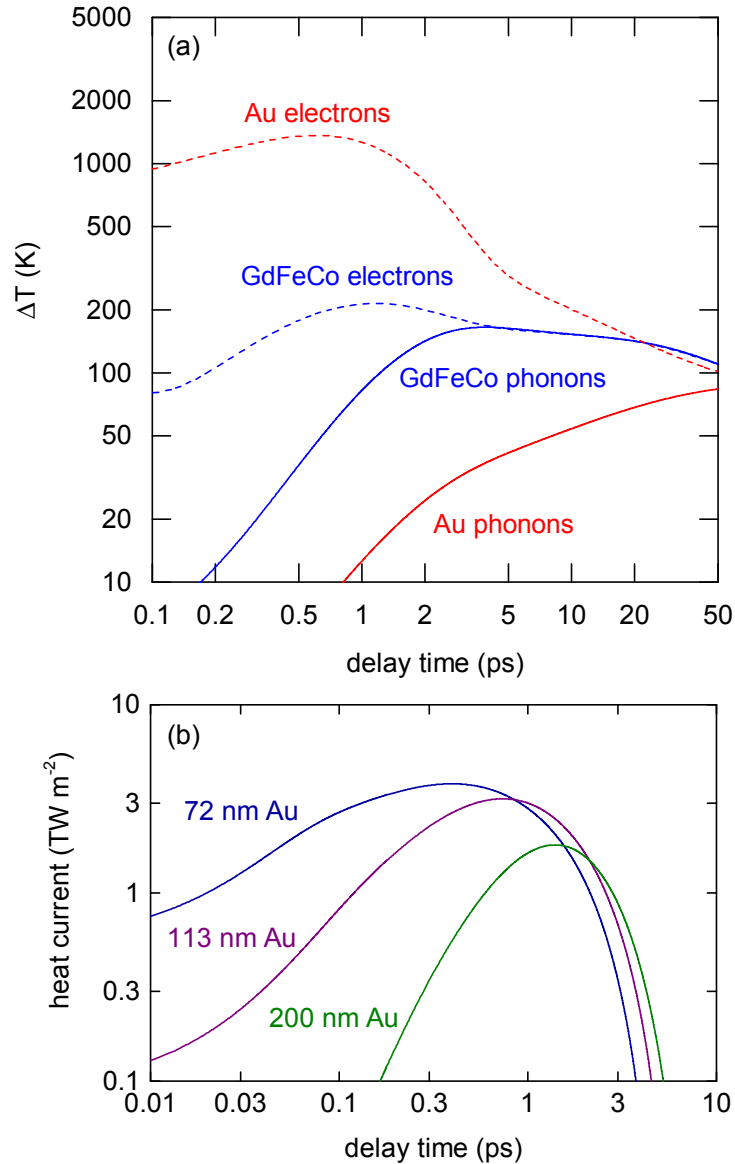 (a)
5000
2000
1000
500
200
100
50
20
10
ΔT (K)
Au electrons
GdFeCo electrons
GdFeCo phonons
Au phonons
0.1 0.2 0.5 1 2 5 10 20 50
delay time (ps)
(b)
10
3
1
0.3
0.1
heat current (TW m⁻²)
72 nm Au
113 nm Au
200 nm Au
0.01 0.03 0.1 0.3 1 3 10
delay time (ps)